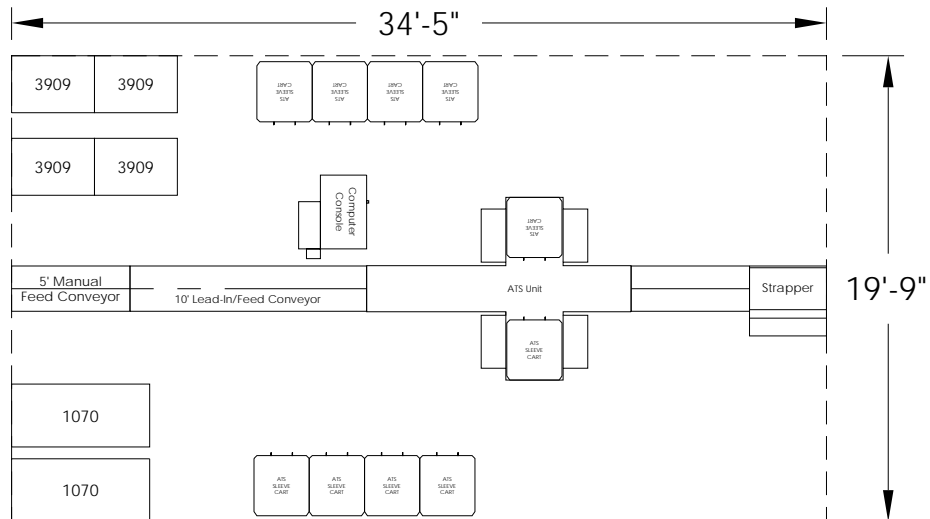 34'-5"
3909
3909
ATS
SLEEVE
CART
ATS
SLEEVE
CART
ATS
SLEEVE
CART
ATS
SLEEVE
CART
3909
3909
Computer
Console
ATS
SLEEVE
CART
5' Manual
Feed Conveyor
10' Lead-In/Feed Conveyor
ATS Unit
Strapper
19'-9"
ATS
SLEEVE
CART
1070
1070
ATS
SLEEVE
CART
ATS
SLEEVE
CART
ATS
SLEEVE
CART
ATS
SLEEVE
CART